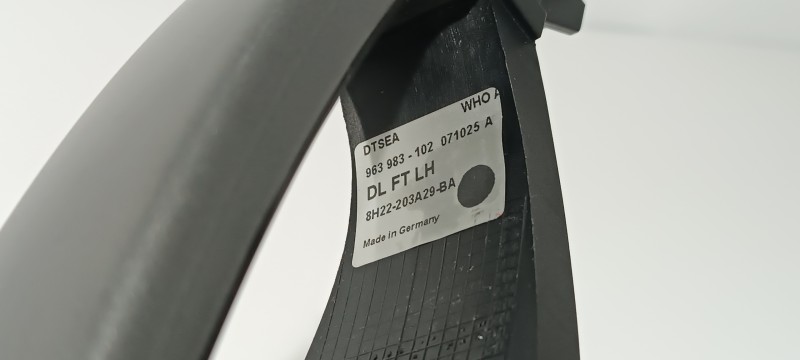 WHO
DTSEA
963 983 - 102 071025 A
DL FT LH
8H22-203A29-BA
Made in Germany